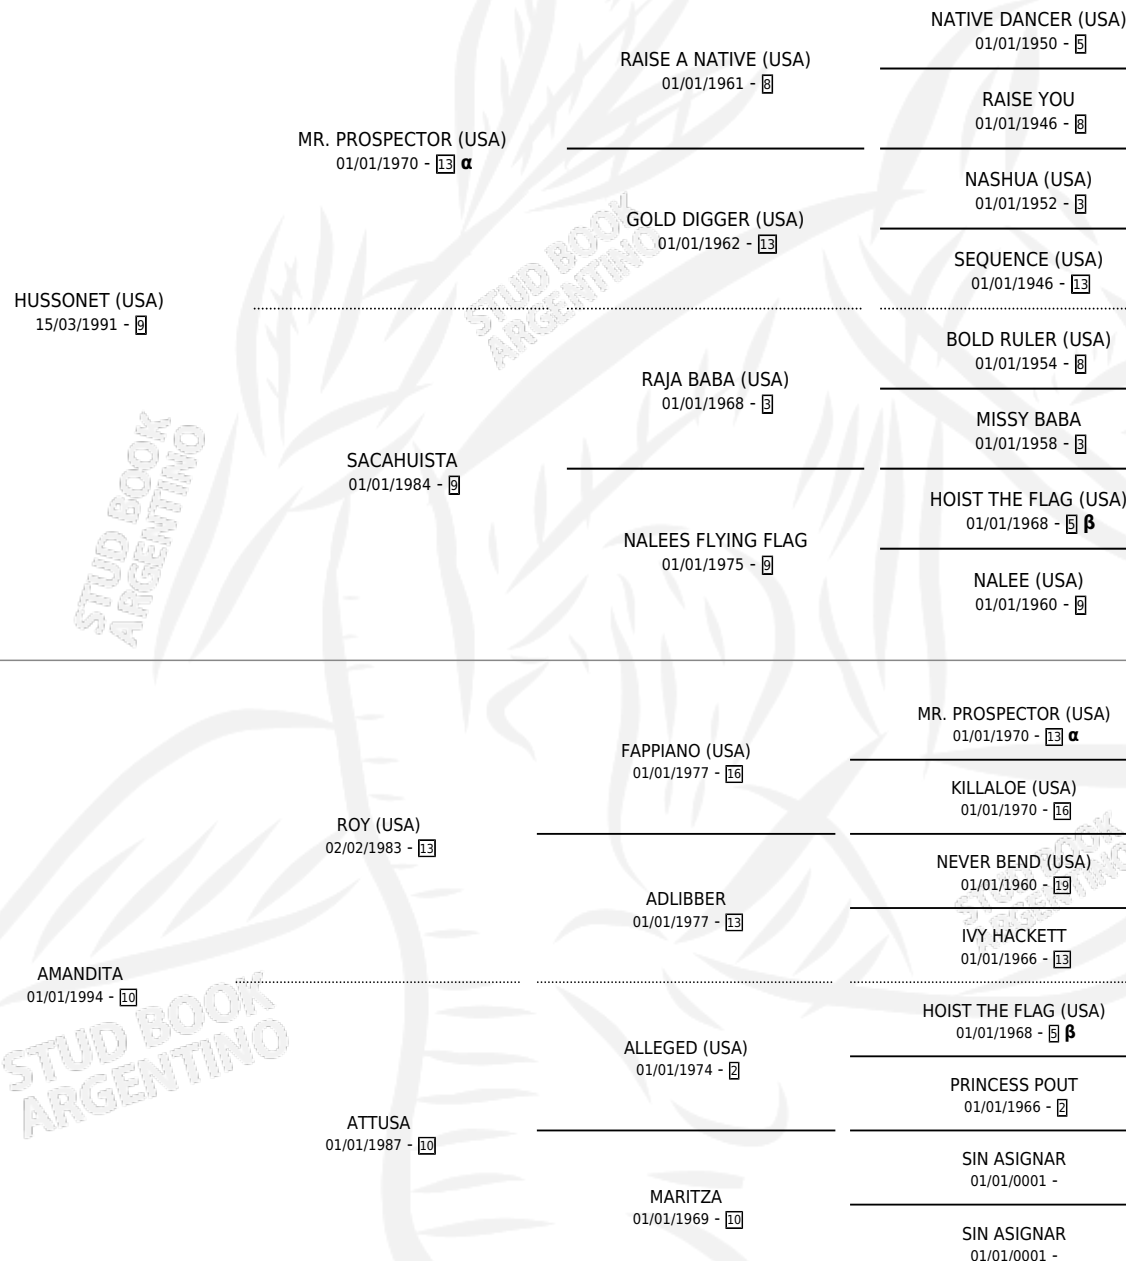 NATIVE DANCER (USA)
01/01/1950 - 5
RAISE A NATIVE (USA)
01/01/1961 - 8
RAISE YOU
01/01/1946 - 8
MR. PROSPECTOR (USA)
01/01/1970 - 13 α
NASHUA (USA)
01/01/1952 - 3
GOLD DIGGER (USA)
01/01/1962 - 13
SEQUENCE (USA)
01/01/1946 - 13
HUSSONET (USA)
15/03/1991 - 9
BOLD RULER (USA)
01/01/1954 - 8
RAJA BABA (USA)
01/01/1968 - 3
MISSY BABA
01/01/1958 - 3
SACAHUISTA
01/01/1984 - 9
HOIST THE FLAG (USA)
01/01/1968 - 5 β
NALEES FLYING FLAG
01/01/1975 - 9
NALEE (USA)
01/01/1960 - 9
MR. PROSPECTOR (USA)
01/01/1970 - 13 α
FAPPIANO (USA)
01/01/1977 - 16
KILLALOE (USA)
01/01/1970 - 16
ROY (USA)
02/02/1983 - 13
NEVER BEND (USA)
01/01/1960 - 19
ADLIBBER
01/01/1977 - 13
IVY HACKETT
01/01/1966 - 13
AMANDITA
01/01/1994 - 10
HOIST THE FLAG (USA)
01/01/1968 - 5 β
ALLEGED (USA)
01/01/1974 - 2
PRINCESS POUT
01/01/1966 - 2
ATTUSA
01/01/1987 - 10
SIN ASIGNAR
01/01/0001 -
MARITZA
01/01/1969 - 10
SIN ASIGNAR
01/01/0001 -
STUD BOOK
ARGENTINO
STUD BOOK
ARGENTINO
STUD BOOK
ARGENTINO
STUD BOOK
ARGENTINO